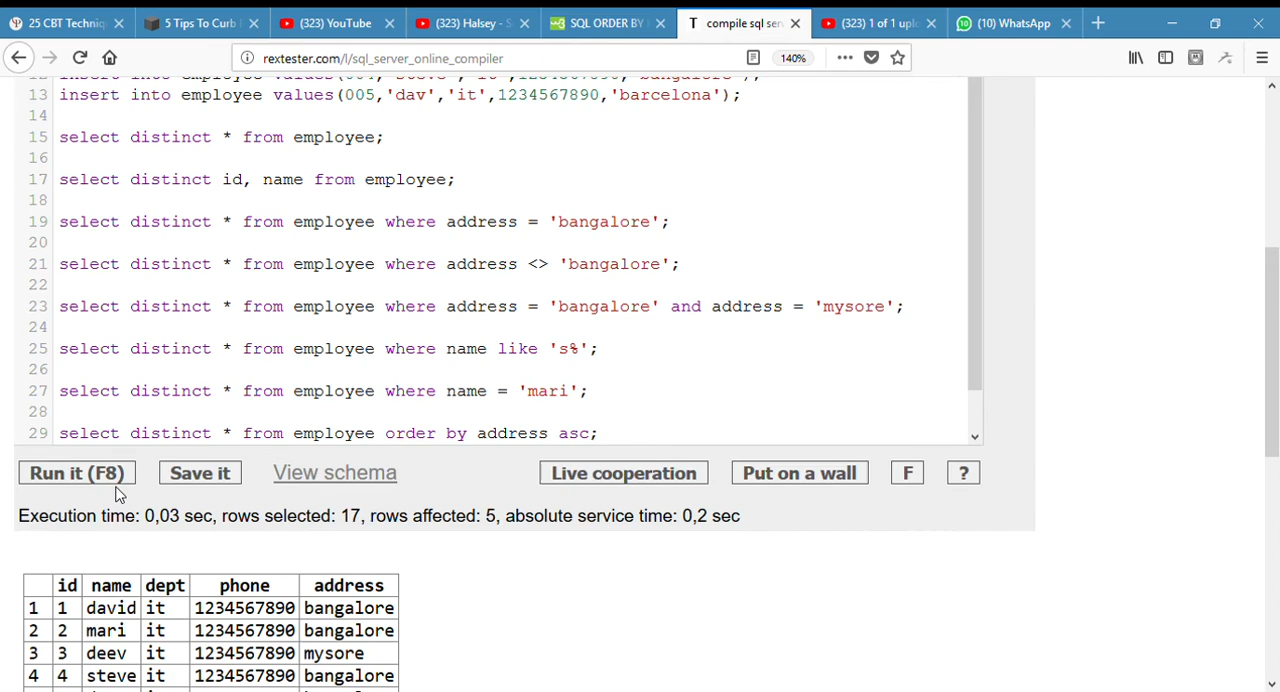 25 CBT Techniq
5 Tips To Curb
(323) YouTube
(323) Halsey - S
SQL ORDER BY
compile sql ser
(323) 1 of 1 uplo
(10) WhatsApp
rextester.com/l/sql_server_online_compiler
140%
13 insert into employee values(005,'dav','it',1234567890,'barcelona');
14
15 select distinct * from employee;
16
17 select distinct id, name from employee;
18
19 select distinct * from employee where address = 'bangalore';
20
21 select distinct * from employee where address <> 'bangalore';
22
23 select distinct * from employee where address = 'bangalore' and address = 'mysore';
24
25 select distinct * from employee where name like 's%';
26
27 select distinct * from employee where name = 'mari';
28
29 select distinct * from employee order by address asc;
Run it (F8) Save it View schema Live cooperation Put on a wall F ?
Execution time: 0,03 sec, rows selected: 17, rows affected: 5, absolute service time: 0,2 sec
id name dept phone address
1 1 david it 1234567890 bangalore
2 2 mari it 1234567890 bangalore
3 3 deev it 1234567890 mysore
4 4 steve it 1234567890 bangalore